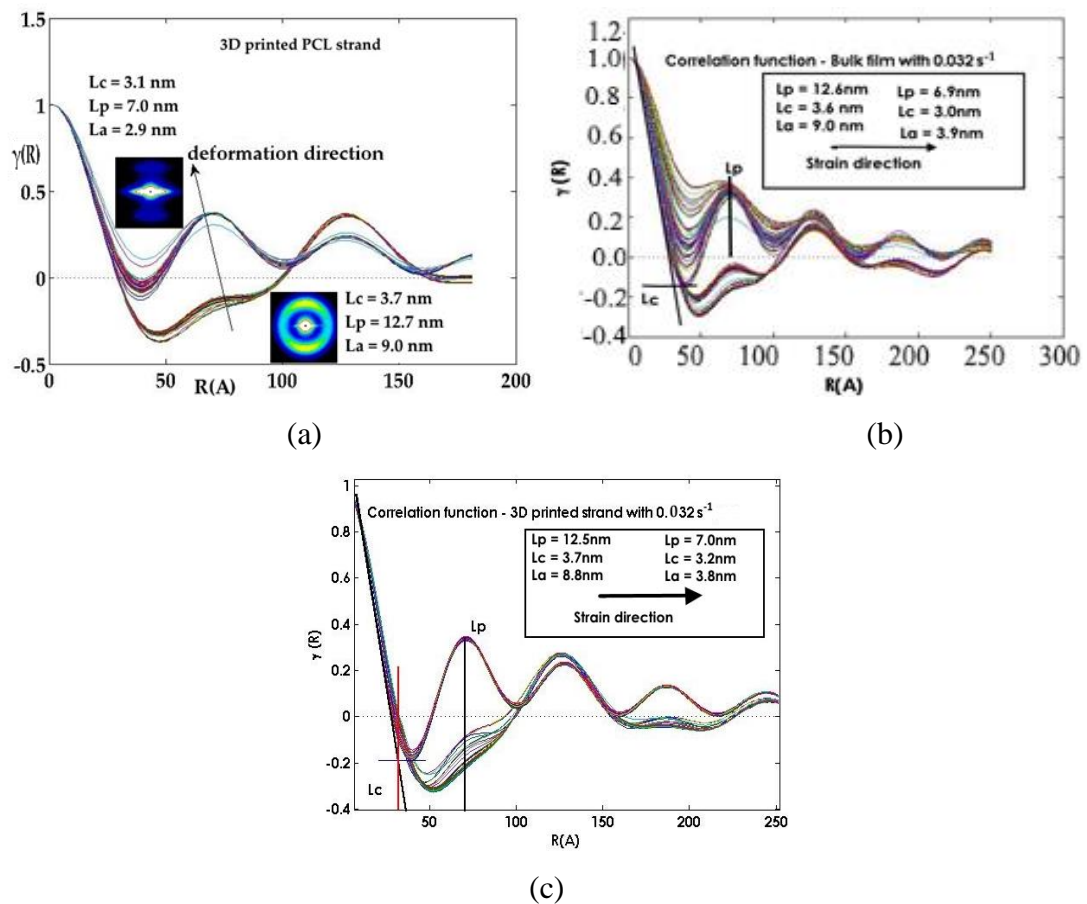 1.5
3D printed PCL strand
Lc = 3.1 nm
Lp = 7.0 nm
La = 2.9 nm
1
γ(R)
deformation direction
0.5
0
Lc = 3.7 nm
Lp = 12.7 nm
La = 9.0 nm
-0.5
0 50 100 150 200
R(A)
(a)
1.2
1.0
Correlation function - Bulk film with 0.032 s-1
Lp = 12.6nm Lp = 6.9nm
Lc = 3.6 nm Lc = 3.0nm
La = 9.0 nm La = 3.9nm
Strain direction
0.8
0.6
γ (R)
0.4
Lp
0.2
0.0
-0.2
Lc
-0.4
0 50 100 150 200 250 300
R(A)
(b)
1
Correlation function - 3D printed strand with 0.032 s-1
Lp = 12.5nm Lp = 7.0nm
Lc = 3.7nm Lc = 3.2nm
La = 8.8nm La = 3.8nm
Strain direction
0.8
0.6
γ (R)
0.4
Lp
0.2
0
-0.2
Lc
-0.4
50 100 150 200 250
R(A)
(c)